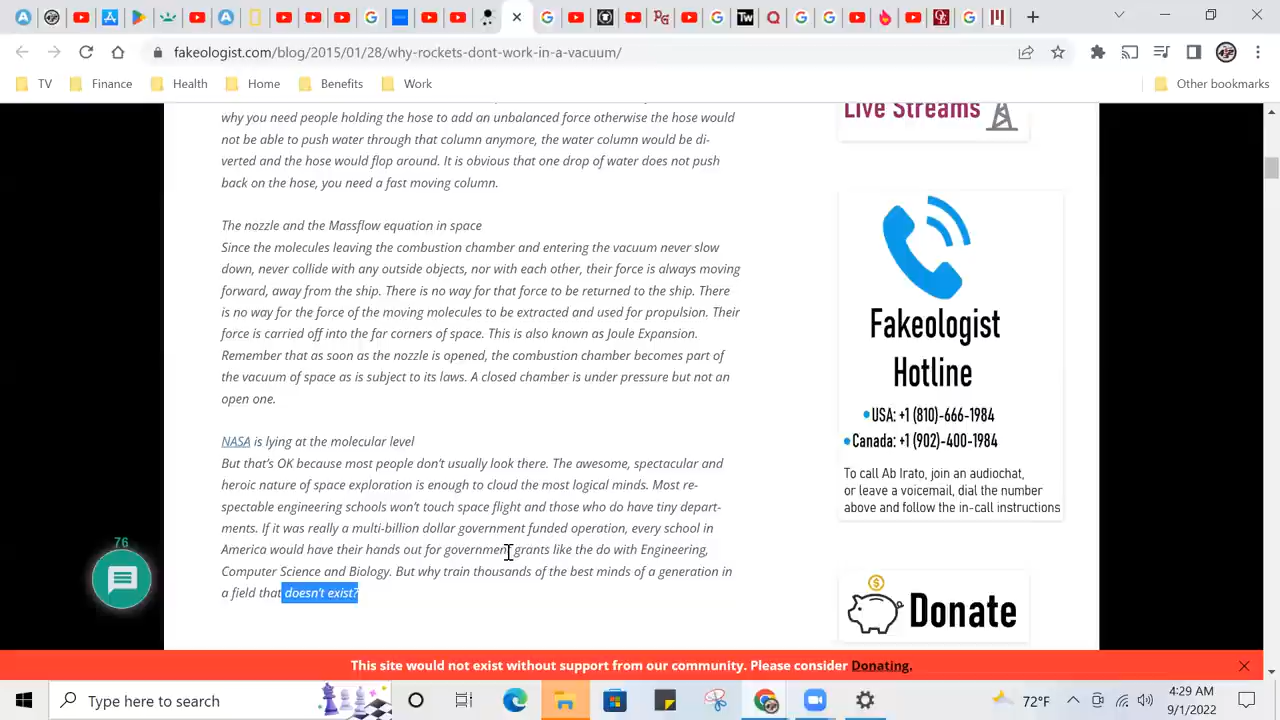 fakeologist.com/blog/2015/01/28/why-rockets-dont-work-in-a-vacuum/
TV
Finance
Health
Home
Benefits
Work
Other bookmarks
why you need people holding the hose to add an unbalanced force otherwise the hose would
not be able to push water through that column anymore, the water column would be di-
verted and the hose would flop around. It is obvious that one drop of water does not push
back on the hose, you need a fast moving column.
The nozzle and the Massflow equation in space
Since the molecules leaving the combustion chamber and entering the vacuum never slow
down, never collide with any outside objects, nor with each other, their force is always moving
forward, away from the ship. There is no way for that force to be returned to the ship. There
is no way for the force of the moving molecules to be extracted and used for propulsion. Their
force is carried off into the far corners of space. This is also known as Joule Expansion.
Remember that as soon as the nozzle is opened, the combustion chamber becomes part of
the vacuum of space as is subject to its laws. A closed chamber is under pressure but not an
open one.
NASA is lying at the molecular level
But that's OK because most people don't usually look there. The awesome, spectacular and
heroic nature of space exploration is enough to cloud the most logical minds. Most re-
spectable engineering schools won't touch space flight and those who do have tiny depart-
ments. If it was really a multi-billion dollar government funded operation, every school in
America would have their hands out for government grants like the do with Engineering,
Computer Science and Biology. But why train thousands of the best minds of a generation in
a field that doesn't exist?
Live Streams
Fakeologist
Hotline
USA: +1 (810)-666-1984
Canada: +1 (902)-400-1984
To call Ab Irato, join an audiochat,
or leave a voicemail, dial the number
above and follow the in-call instructions
Donate
76
This site would not exist without support from our community. Please consider Donating.
Type here to search
72°F
4:29 AM
9/1/2022